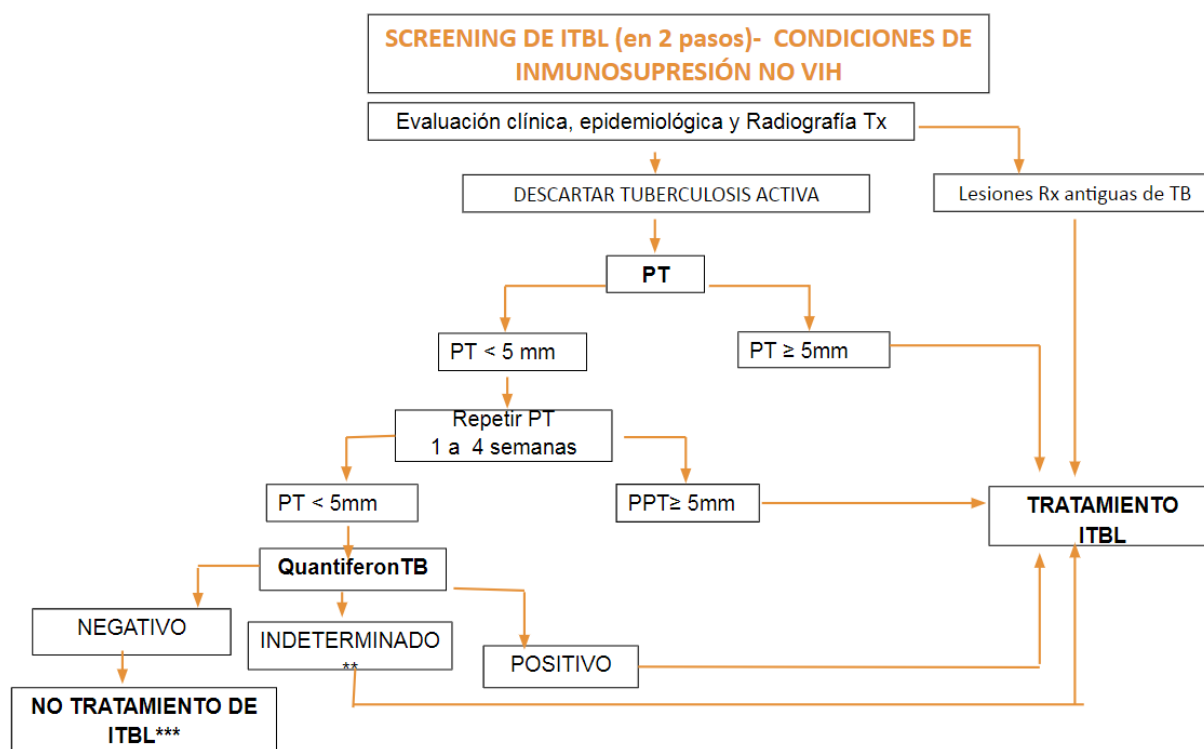 SCREENING DE ITBL (en 2 pasos)- CONDICIONES DE
INMUNOSUPRESIÓN NO VIH
Evaluación clínica, epidemiológica y Radiografía Tx
DESCARTAR TUBERCULOSIS ACTIVA
Lesiones Rx antiguas de TB
PT
PT < 5 mm
PT ≥ 5mm
Repetir PT
1 a 4 semanas
PT < 5mm
PPT≥ 5mm
TRATAMIENTO
ITBL
QuantiferonTB
NEGATIVO
INDETERMINADO
**
POSITIVO
NO TRATAMIENTO DE
ITBL***